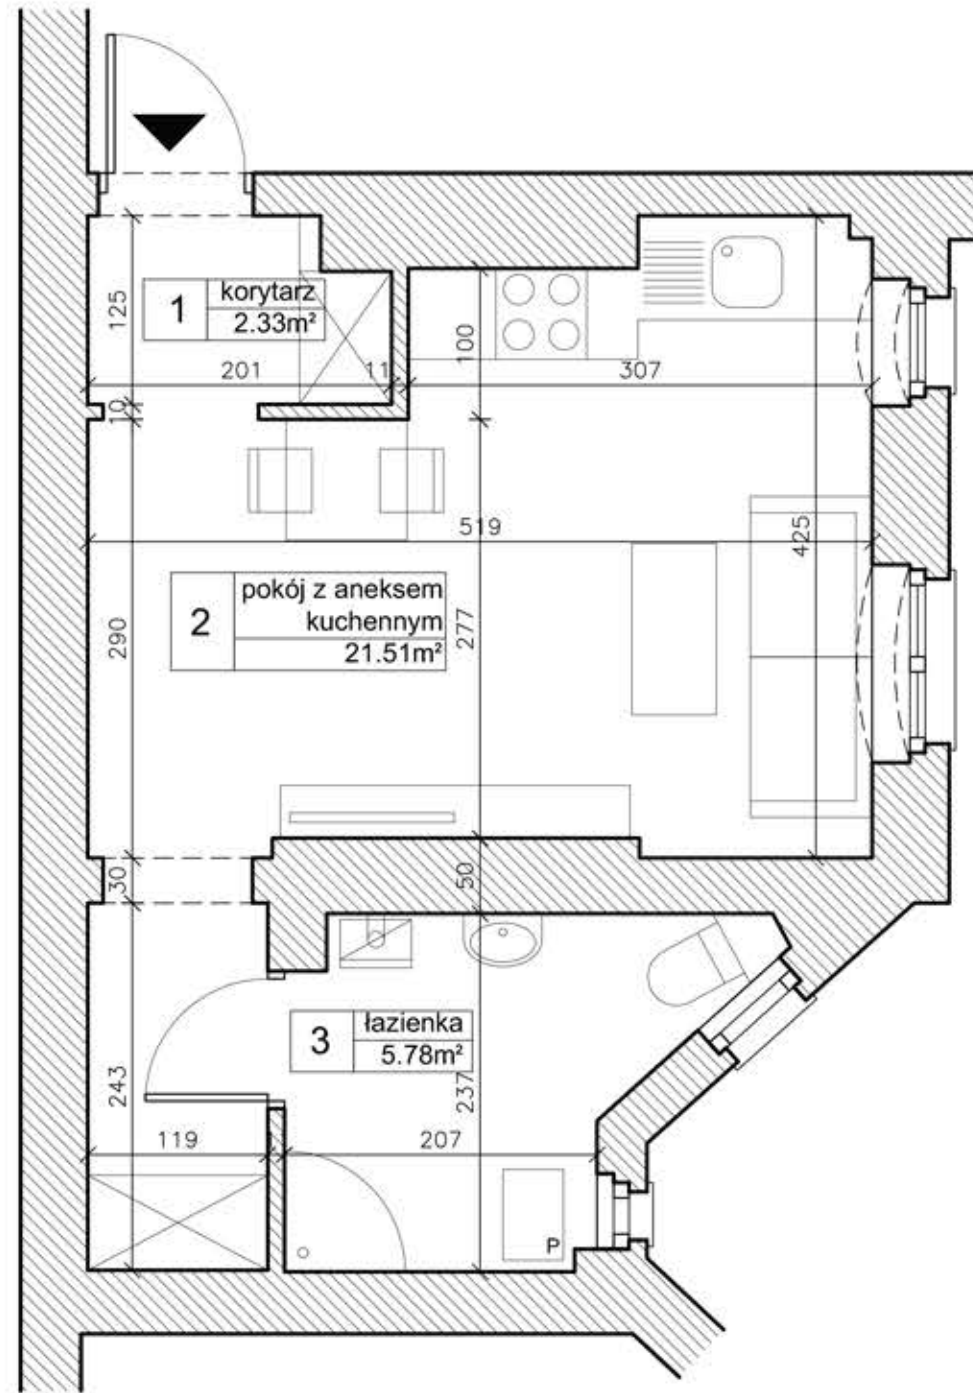 1
korytarz
2.33m²
125
100
201
11
307
10
519
425
2
pokój z aneksem
kuchennym
21.51m²
290
277
30
50
3
łazienka
5.78m²
243
237
119
207
P